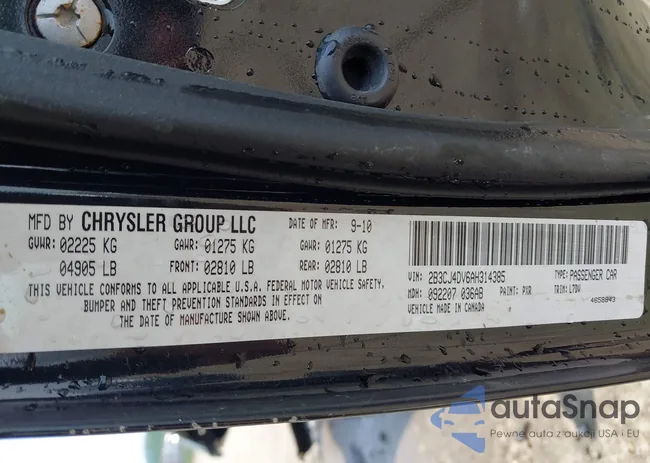 MFD BY CHRYSLER GROUP LLC DATE OF MFR: 9-10
GVWR: 02225 KG GAWR: 01275 KG GAWR: 01275 KG
04905 LB FRONT: 02810 LB REAR: 02810 LB
THIS VEHICLE CONFORMS TO ALL APPLICABLE U.S.A. FEDERAL MOTOR VEHICLE SAFETY,
BUMPER AND THEFT PREVENTION STANDARDS IN EFFECT ON
THE DATE OF MANUFACTURE SHOWN ABOVE.
VIN: 2B3CJ4DV6AH314385 TYPE: PASSENGER CAR
MDH: 092207 036AB PAINT: PXR TRIM: L7DV
VEHICLE MADE IN CANADA
4658843
autaSnap
Pewne auta z aukcji USA i EU